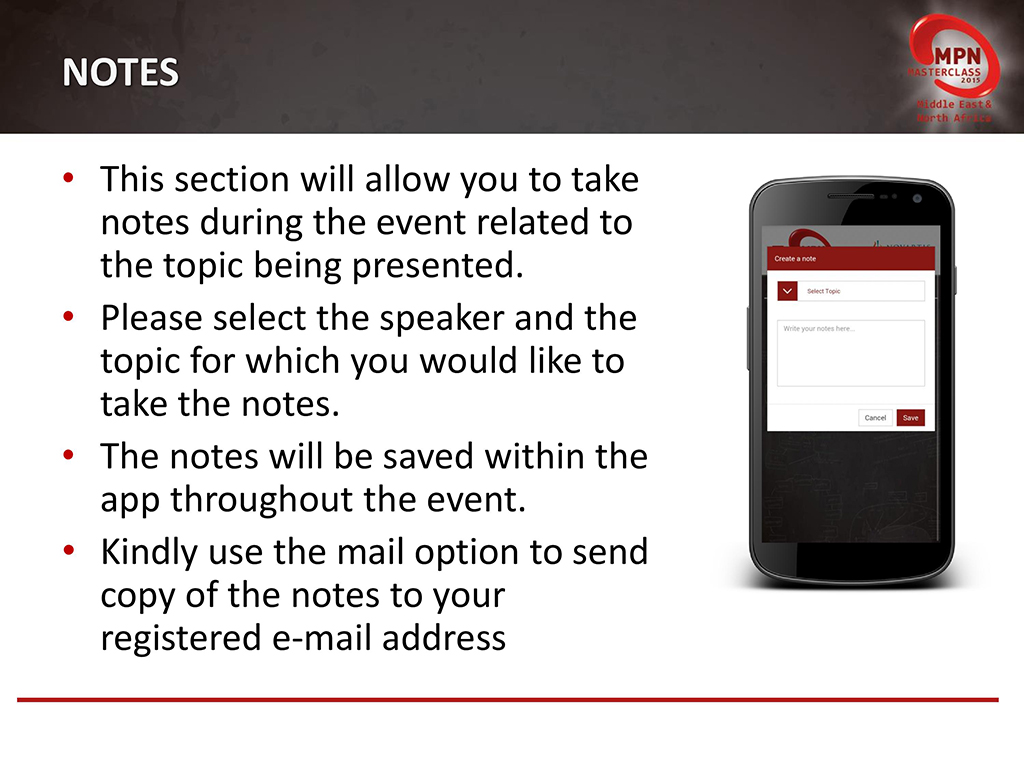 NOTES
MPN
MASTERCLASS
2015
Middle East &
North Africa
• This section will allow you to take
notes during the event related to
the topic being presented.
• Please select the speaker and the
topic for which you would like to
take the notes.
• The notes will be saved within the
app throughout the event.
• Kindly use the mail option to send
copy of the notes to your
registered e-mail address
NOVARTIS
Create a note
Select Topic
Write your notes here...
Cancel Save